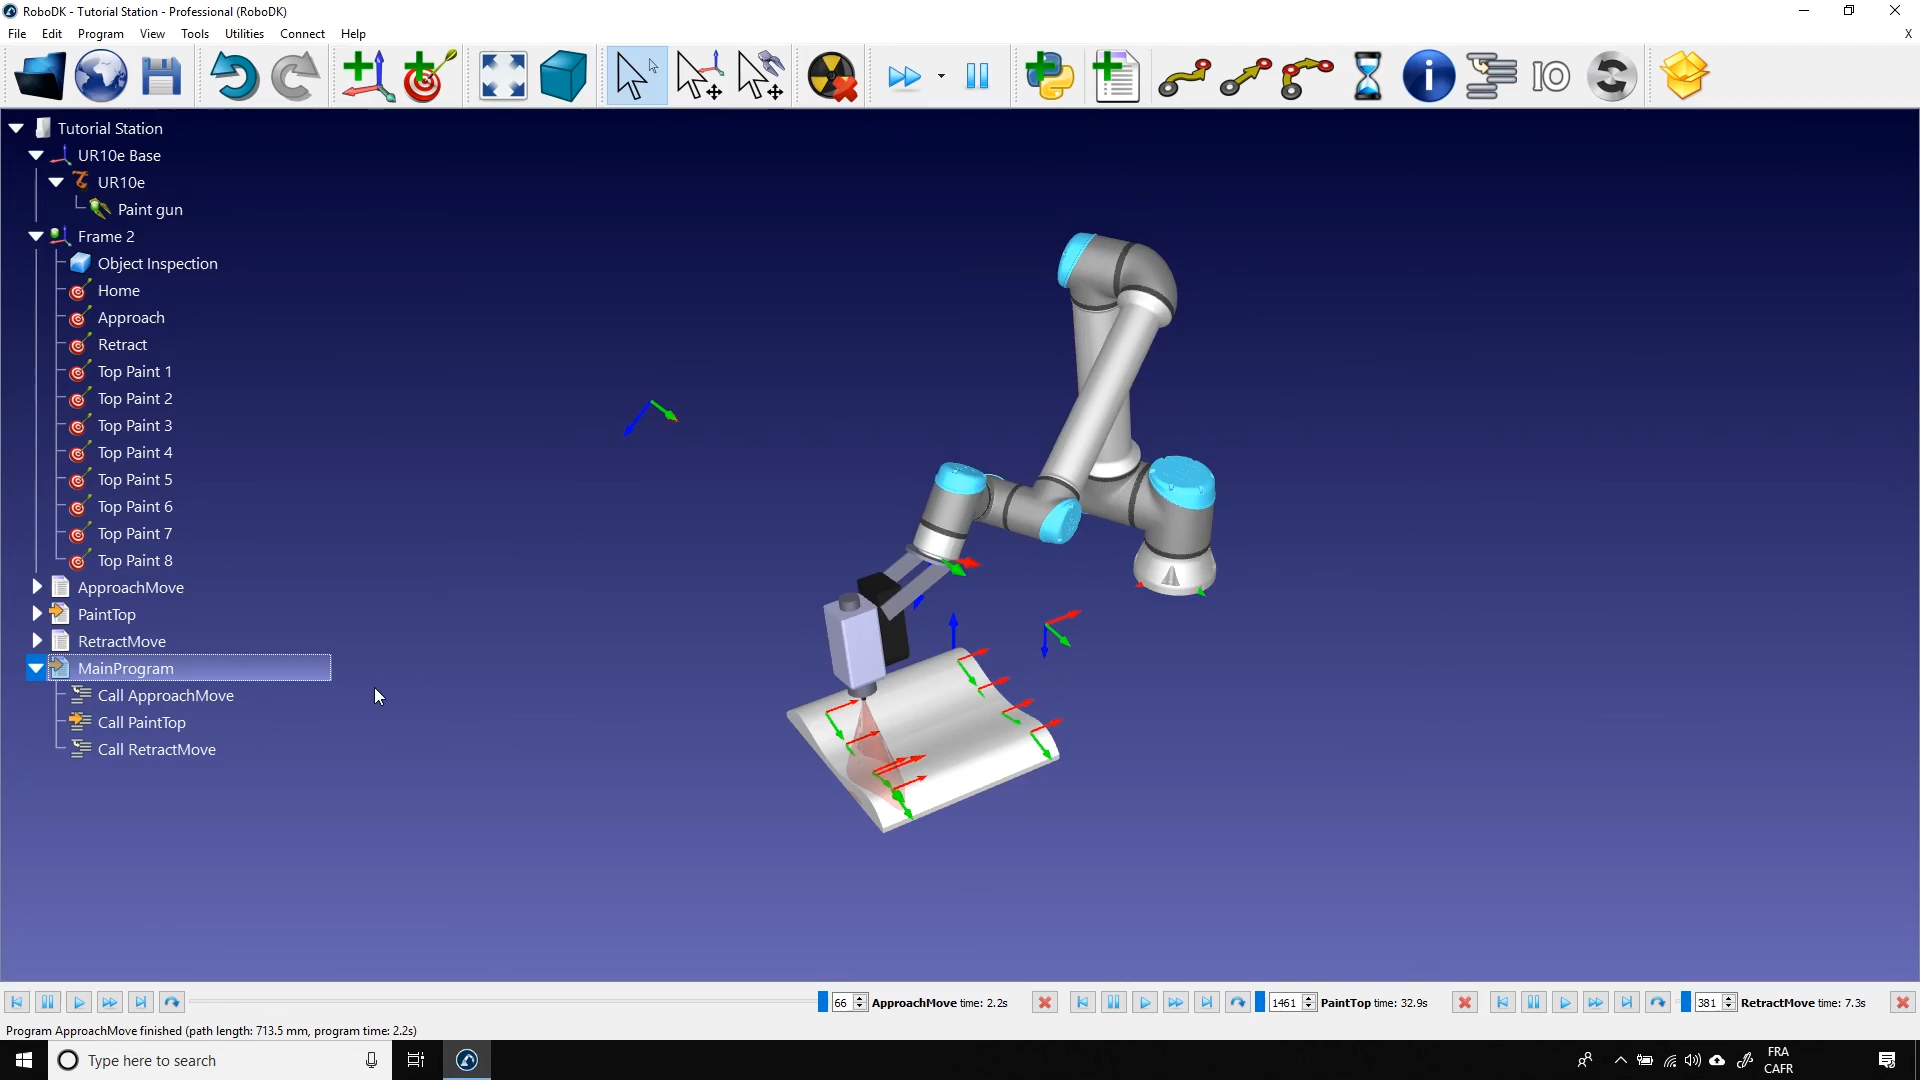 RoboDK - Tutorial Station - Professional (RoboDK)
File Edit Program View Tools Utilities Connect Help X
IO
Tutorial Station
UR10e Base
UR10e
Paint gun
Frame 2
Object Inspection
Home
Approach
Retract
Top Paint 1
Top Paint 2
Top Paint 3
Top Paint 4
Top Paint 5
Top Paint 6
Top Paint 7
Top Paint 8
ApproachMove
PaintTop
RetractMove
MainProgram
Call ApproachMove
Call PaintTop
Call RetractMove
66 ApproachMove time: 2.2s 1461 PaintTop time: 32.9s 381 RetractMove time: 7.3s
Program ApproachMove finished (path length: 713.5 mm, program time: 2.2s)
Type here to search
FRA
CAFR